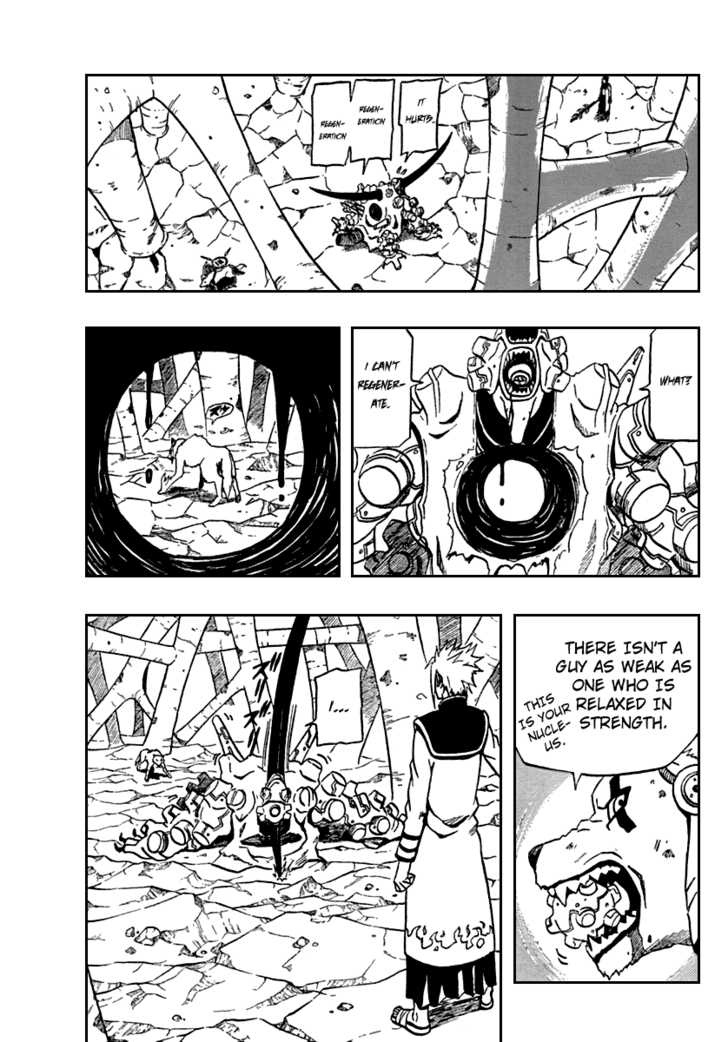 IT
HURTS..
REGEN-
ERATION
REGEN-
ERATION
WHAT?
I CAN'T
REGENER-
ATE..
THERE ISN'T A
GUY AS WEAK AS
ONE WHO IS
RELAXED IN
STRENGTH.
THIS
IS YOUR
NUCLE-
US.
I....